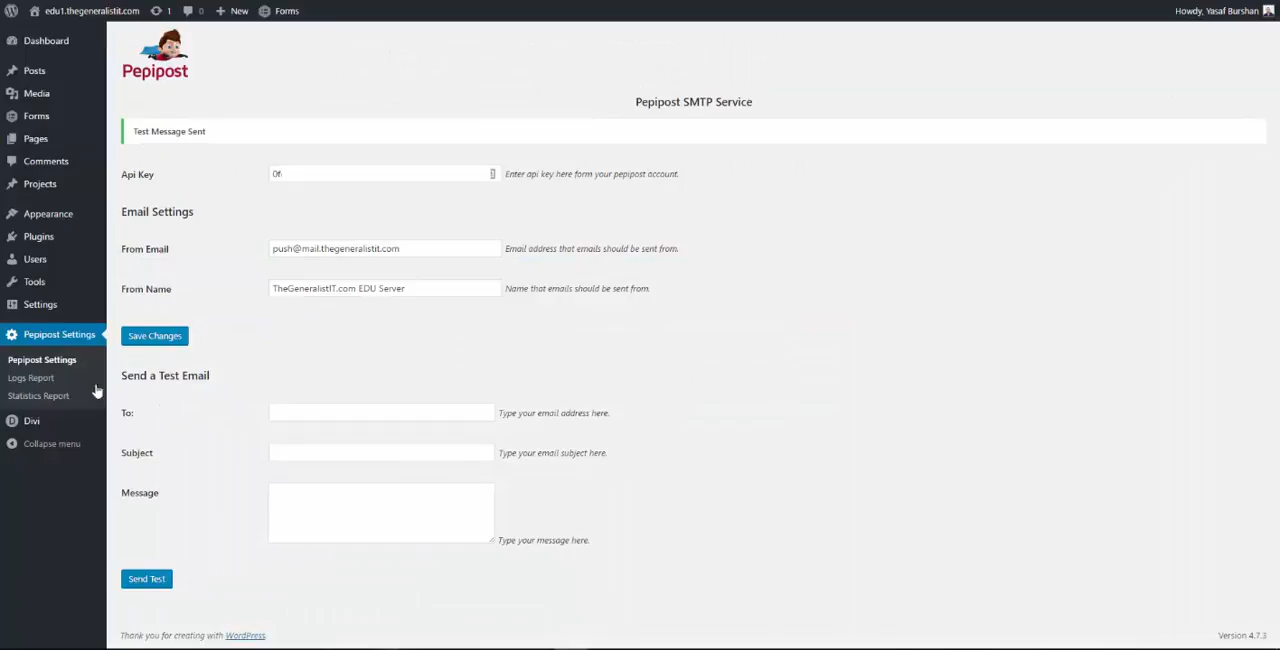 edu1.thegeneralistit.com 1 0 New Forms Howdy, Yasaf Burshan
Dashboard
Posts
Media
Forms
Pages
Comments
Projects
Appearance
Plugins
Users
Tools
Settings
Pepipost Settings
Pepipost Settings
Logs Report
Statistics Report
Divi
Collapse menu
Pepipost
Pepipost SMTP Service
Test Message Sent
Api Key Enter api key here form your pepipost account.
Email Settings
From Email push@mail.thegeneralistit.com Email address that emails should be sent from.
From Name TheGeneralistIT.com EDU Server Name that emails should be sent from.
Save Changes
Send a Test Email
To: Type your email address here.
Subject Type your email subject here.
Message Type your message here.
Send Test
Thank you for creating with WordPress. Version 4.7.3